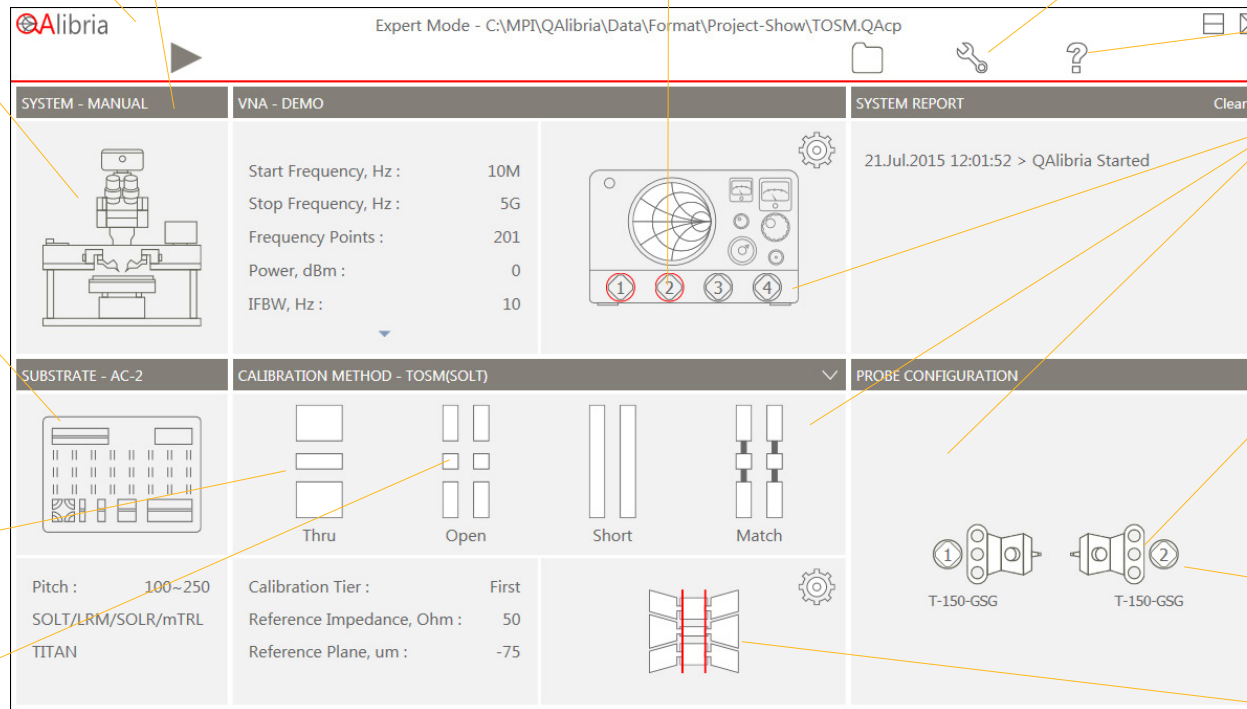 QAlibria
Expert Mode - C:\MPI\QAlibria\Data\Format\Project-Show\TOSM.QAcp
SYSTEM - MANUAL
VNA - DEMO
SYSTEM REPORT
Clear
Start Frequency, Hz : 10M
Stop Frequency, Hz : 5G
Frequency Points : 201
Power, dBm : 0
IFBW, Hz : 10
1 2 3 4
21.Jul.2015 12:01:52 > QAlibria Started
SUBSTRATE - AC-2
CALIBRATION METHOD - TOSM(SOLT)
PROBE CONFIGURATION
Thru Open Short Match
Pitch : 100~250
SOLT/LRM/SOLR/mTRL
TITAN
Calibration Tier : First
Reference Impedance, Ohm : 50
Reference Plane, um : -75
1 2
T-150-GSG T-150-GSG